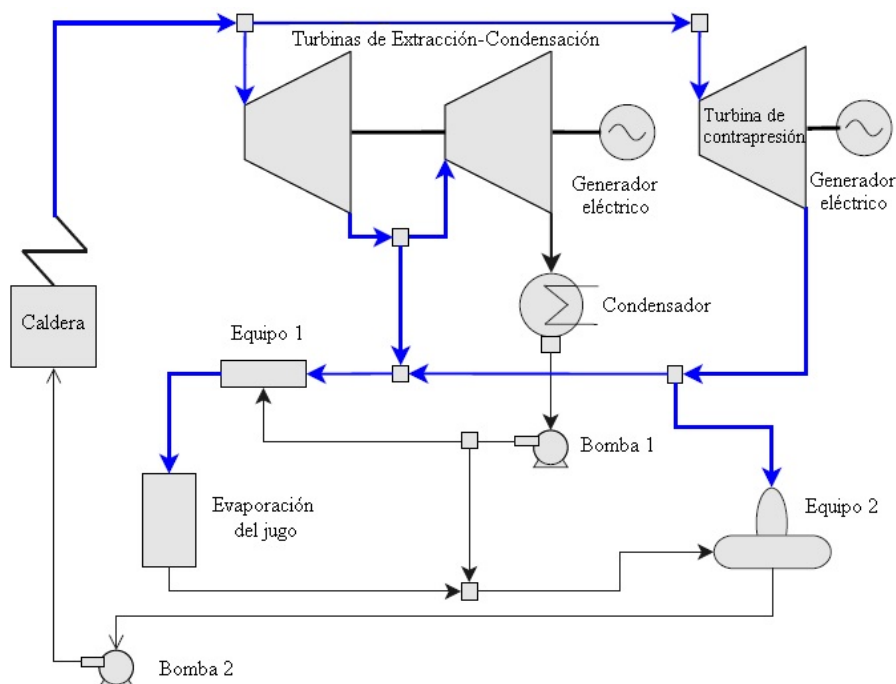 Turbinas de Extracción-Condensación
Turbina de
contrapresión
Generador
eléctrico
Generador
eléctrico
Caldera
Condensador
Equipo 1
Bomba 1
Evaporación
del jugo
Equipo 2
Bomba 2